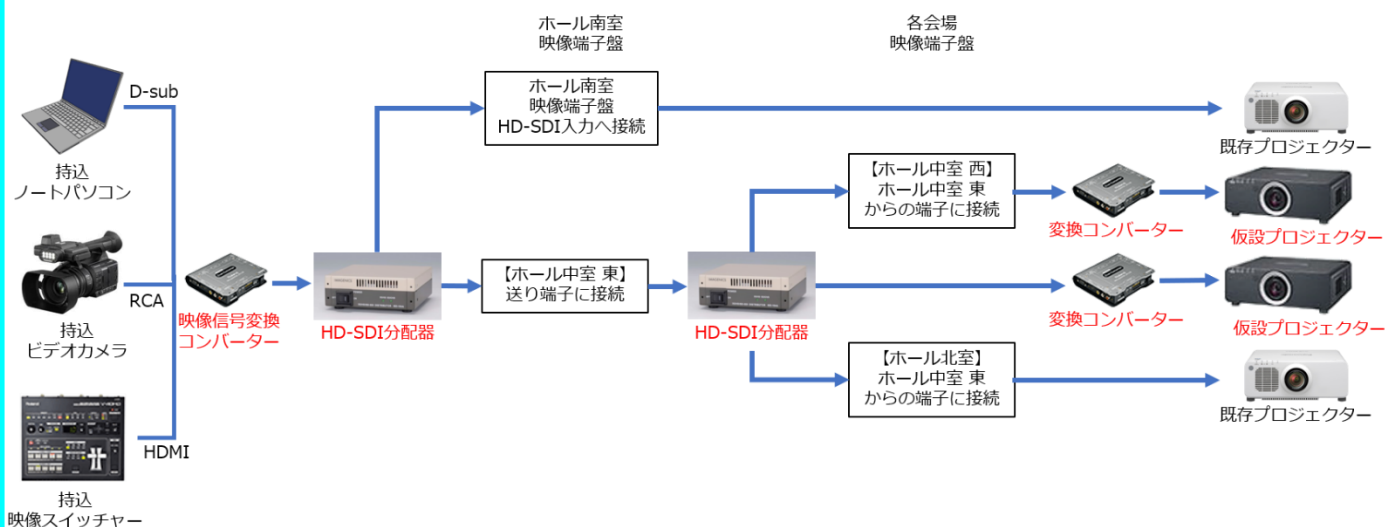 ホール南室
映像端子盤
各会場
映像端子盤
D-sub
持込
ノートパソコン
RCA
持込
ビデオカメラ
HDMI
持込
映像スイッチャー
映像信号変換
コンバーター
HD-SDI分配器
ホール南室
映像端子盤
HD-SDI入力へ接続
【ホール中室 東】
送り端子に接続
HD-SDI分配器
【ホール中室 西】
ホール中室 東
からの端子に接続
【ホール北室】
ホール中室 東
からの端子に接続
変換コンバーター
変換コンバーター
既存プロジェクター
仮設プロジェクター
仮設プロジェクター
既存プロジェクター